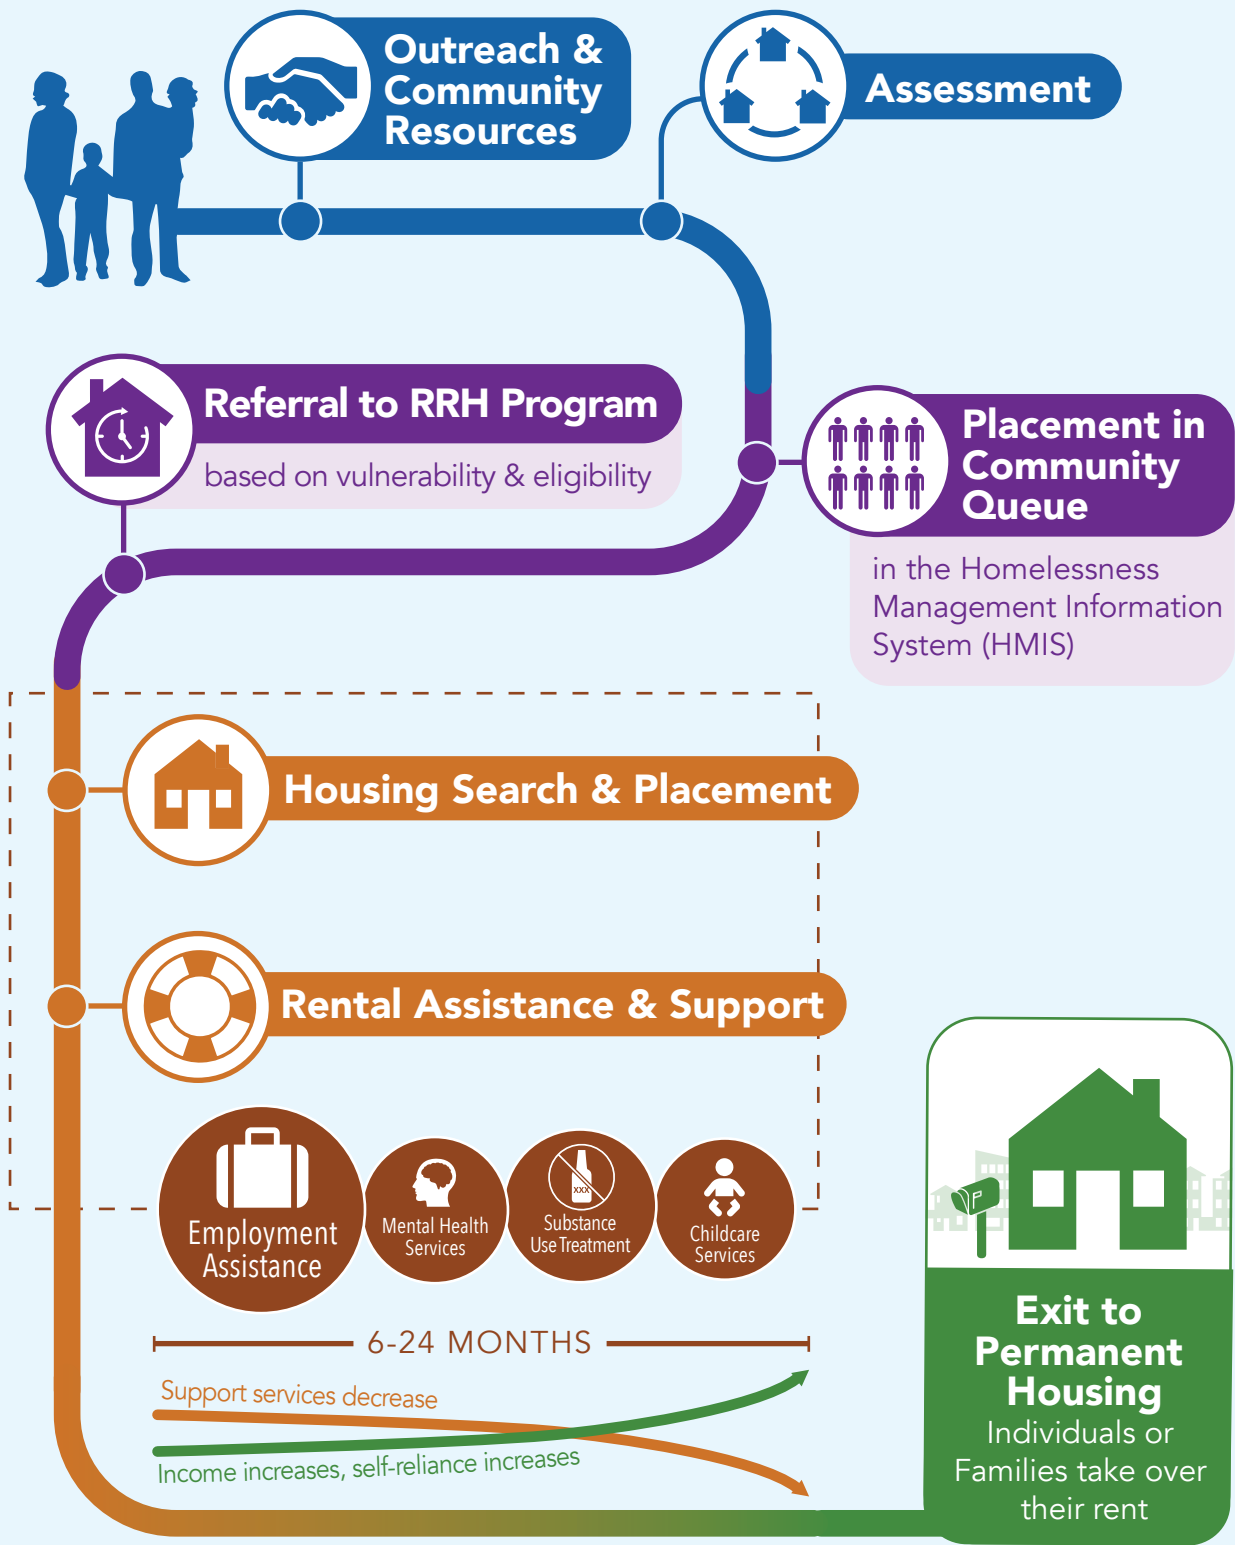 Outreach &
Community
Resources
Assessment
Referral to RRH Program
based on vulnerability & eligibility
Placement in
Community
Queue
in the Homelessness
Management Information
System (HMIS)
Housing Search & Placement
Rental Assistance & Support
Employment
Assistance
Mental Health
Services
XXX
Substance
Use Treatment
Childcare
Services
6-24 MONTHS
Support services decrease
Income increases, self-reliance increases
Exit to
Permanent
Housing
Individuals or
Families take over
their rent